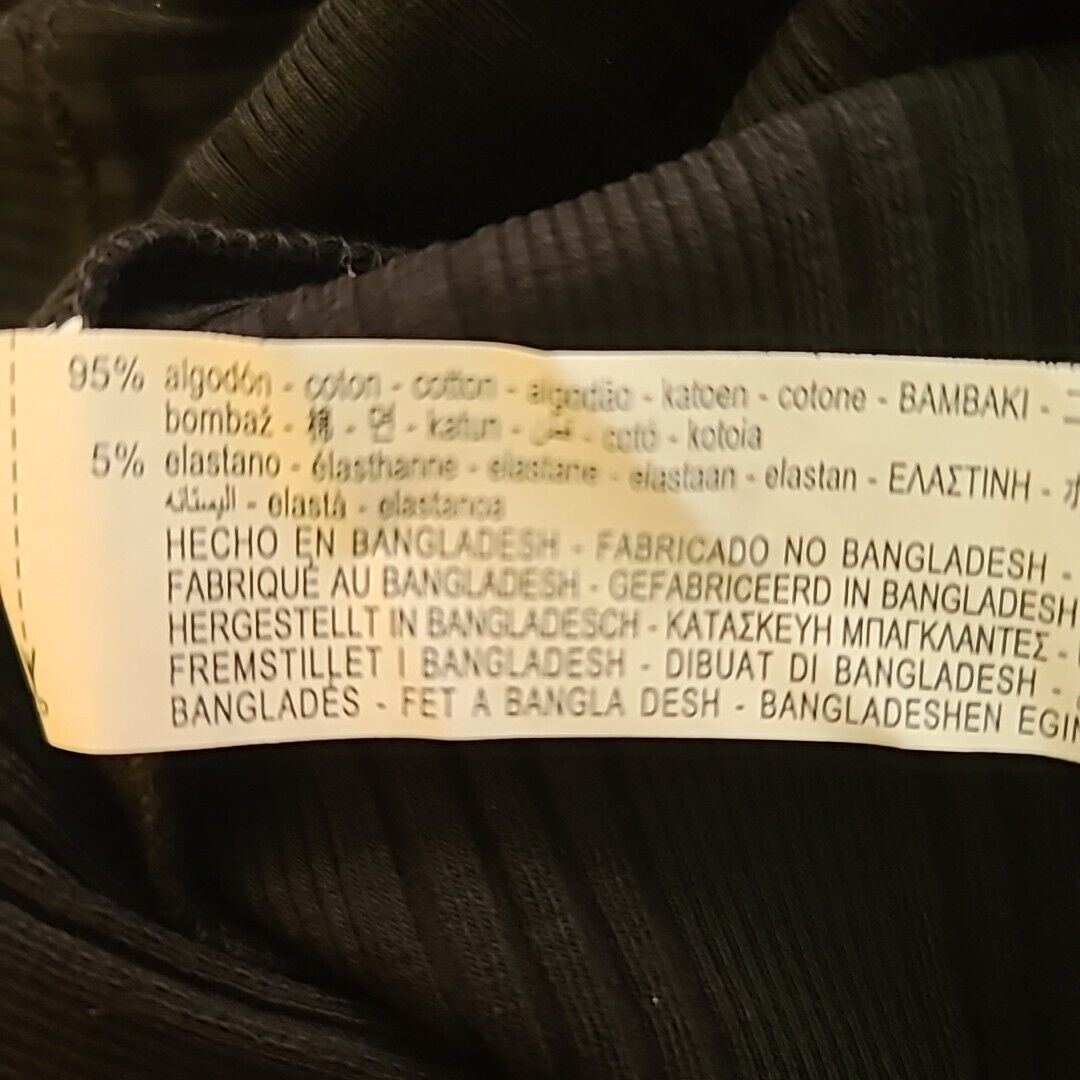 95% algodón - coton - cotton - algodão - katoen - cotone - BAMBAKI -
bombaž - 棉 - 면 - katun - قطن - cotó - kotoia
5% elastano - élasthanne - elastane - elastaan - elastan - ΕΛΑΣΤΙΝΗ -
elastà - elastanoa
HECHO EN BANGLADESH - FABRICADO NO BANGLADESH -
FABRIQUÉ AU BANGLADESH - GEFABRICEERD IN BANGLADESH
HERGESTELLT IN BANGLADESCH - ΚΑΤΑΣΚΕΥΗ ΜΠΑΓΚΛΑΝΤΕΣ -
FREMSTILLET I BANGLADESH - DIBUAT DI BANGLADESH -
BANGLADÉS - FET A BANGLA DESH - BANGLADESHEN EGIN